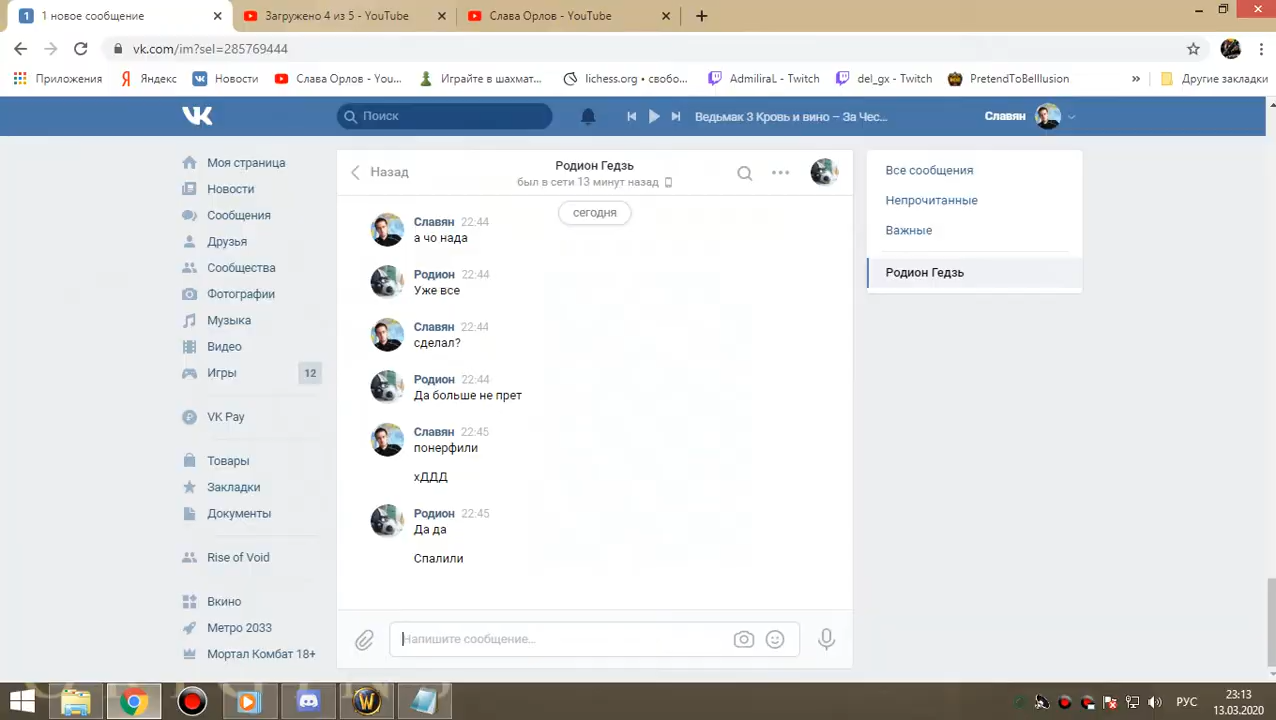 1 новое сообщение
Загружено 4 из 5 - YouTube
Слава Орлов - YouTube
vk.com/im?sel=285769444
Приложения
Яндекс
Новости
Слава Орлов - You...
Играйте в шахмат...
lichess.org • свобо...
AdmiiraL - Twitch
del_gx - Twitch
PretendToBeIllusion
»
Другие закладки
Поиск
Ведьмак 3 Кровь и вино – За Чес...
Славян
Моя страница
Новости
Сообщения
Друзья
Сообщества
Фотографии
Музыка
Видео
Игры 12
VK Pay
Товары
Закладки
Документы
Rise of Void
Вкино
Метро 2033
Мортал Комбат 18+
Назад
Родион Гедзь
был в сети 13 минут назад
сегодня
Славян 22:44
а чо нада
Родион 22:44
Уже все
Славян 22:44
сделал?
Родион 22:44
Да больше не прет
Славян 22:45
понерфили
хДДД
Родион 22:45
Да да
Спалили
Напишите сообщение...
Все сообщения
Непрочитанные
Важные
Родион Гедзь
РУС
23:13
13.03.2020